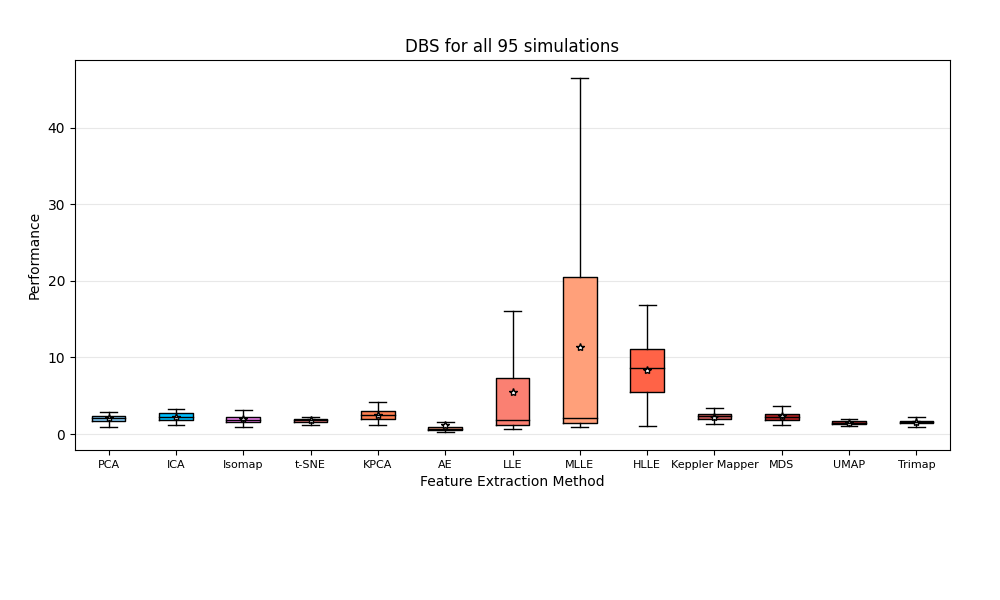 DBS for all 95 simulations
Performance
40
30
20
10
0
PCA ICA Isomap t-SNE KPCA AE LLE MLLE HLLE Keppler Mapper MDS UMAP Trimap
Feature Extraction Method